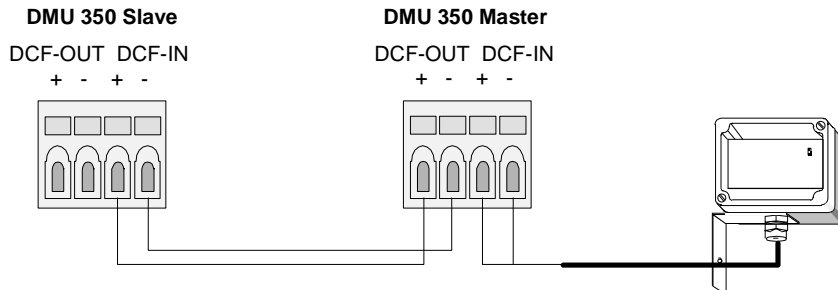 DMU 350 Slave
DMU 350 Master
DCF-OUT DCF-IN
DCF-OUT DCF-IN
+ - + -
+ - + -